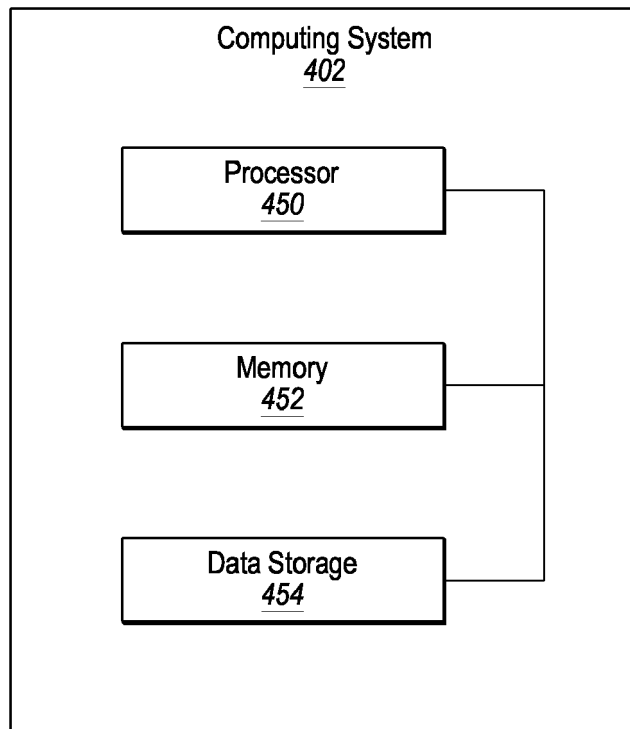 Computing System
402
Processor
450
Memory
452
Data Storage
454